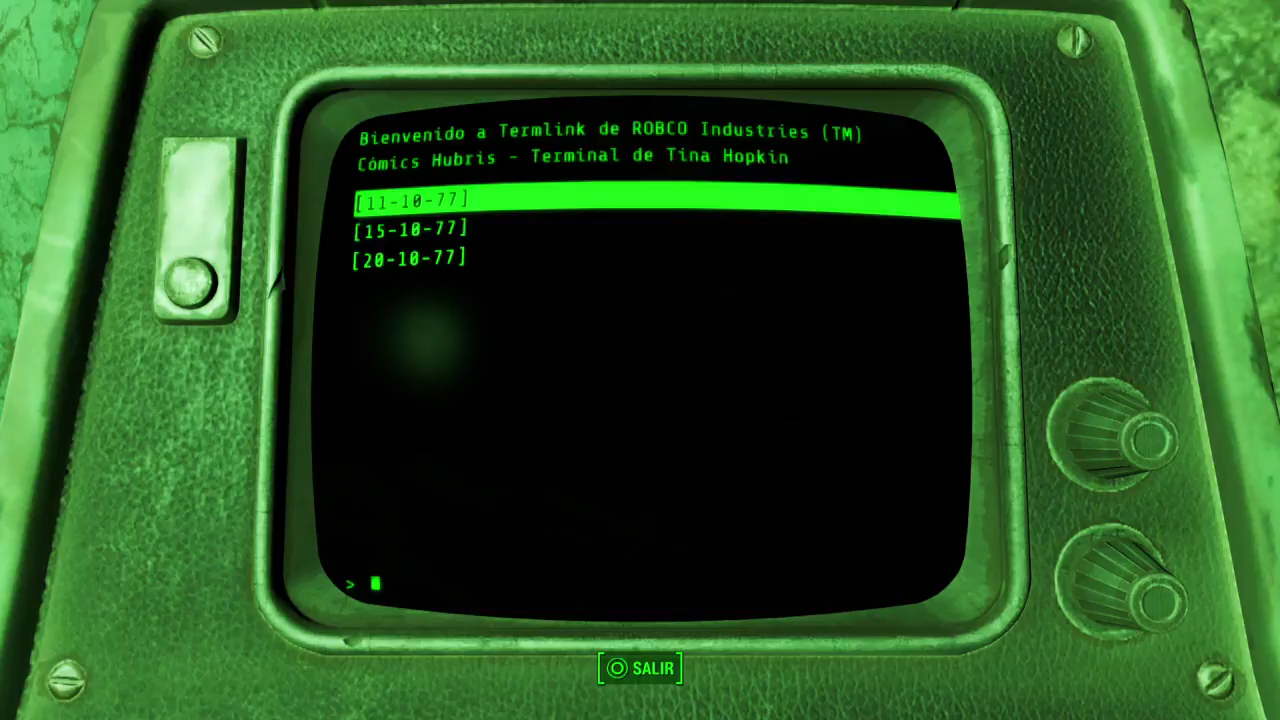 Bienvenido a Termlink de ROBCO Industries (TM)
Cómics Hubris - Terminal de Tina Hopkin
[11-10-77]
[15-10-77]
[20-10-77]
>
SALIR